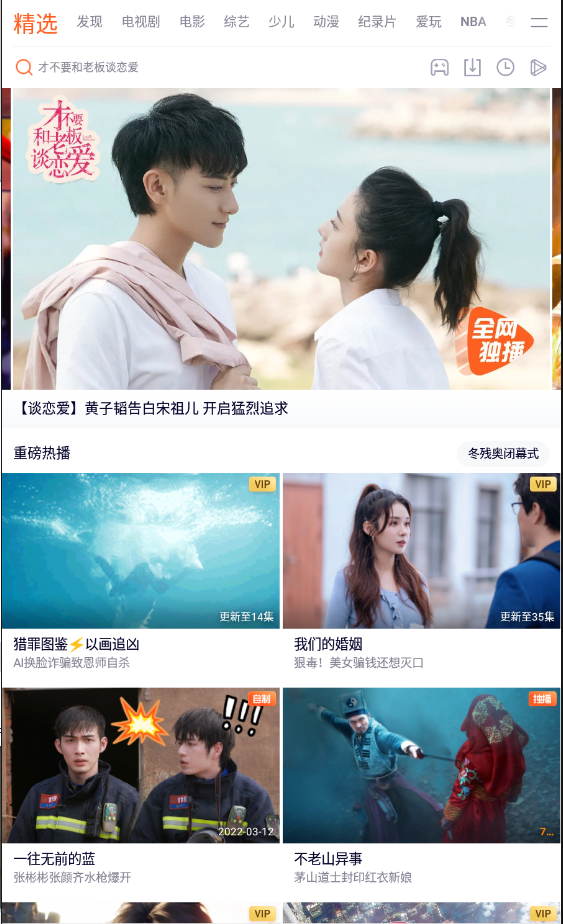 精选 发现 电视剧 电影 综艺 少儿 动漫 纪录片 爱玩 NBA
才不要和老板谈恋爱
才不要
和老板
谈恋爱
全网
独播
【谈恋爱】黄子韬告白宋祖儿 开启猛烈追求
重磅热播 冬残奥闭幕式
VIP VIP
更新至14集 更新至35集
猎罪图鉴⚡以画追凶 我们的婚姻
AI换脸诈骗致恩师自杀 狠毒！美女骗钱还想灭口
自制 独播
!!!
2022-03-12 7...
一往无前的蓝 不老山异事
张彬彬张颜齐水枪爆开 茅山道士封印红衣新娘
VIP VIP